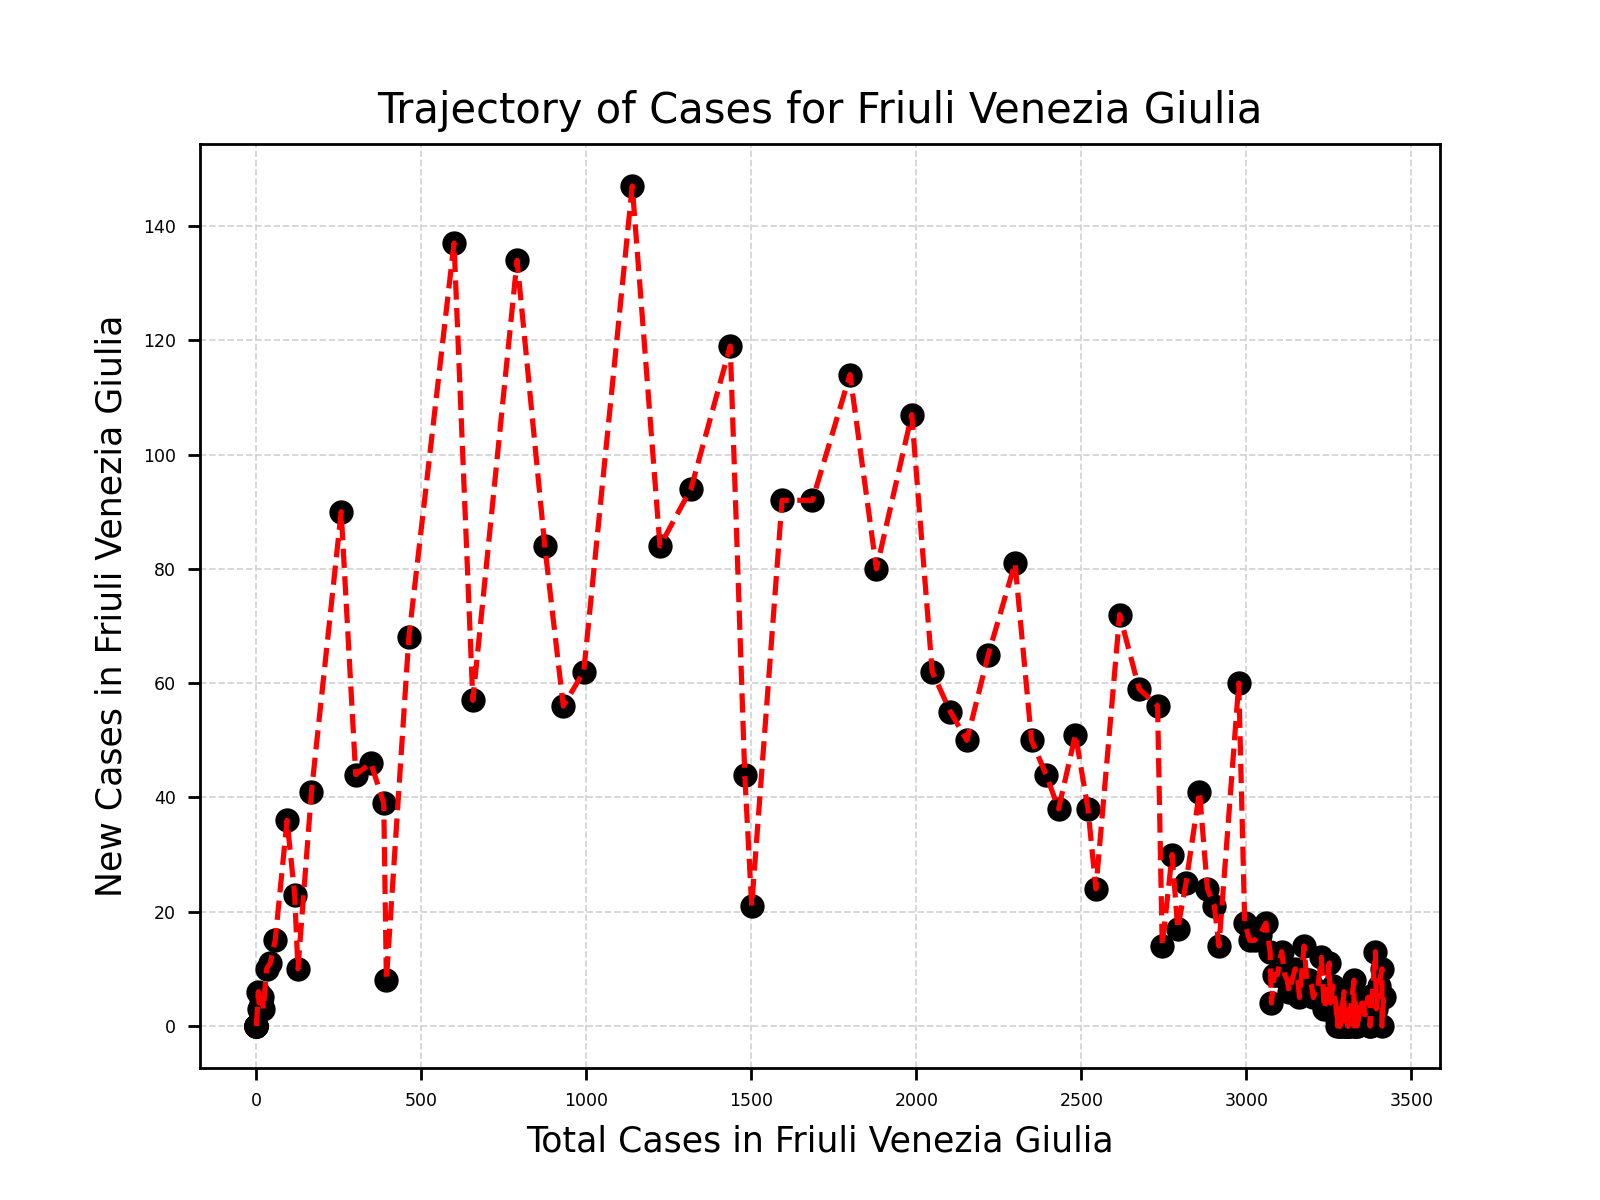 Trajectory of Cases for Friuli Venezia Giulia
New Cases in Friuli Venezia Giulia
140
120
100
80
60
40
20
0
0 500 1000 1500 2000 2500 3000 3500
Total Cases in Friuli Venezia Giulia